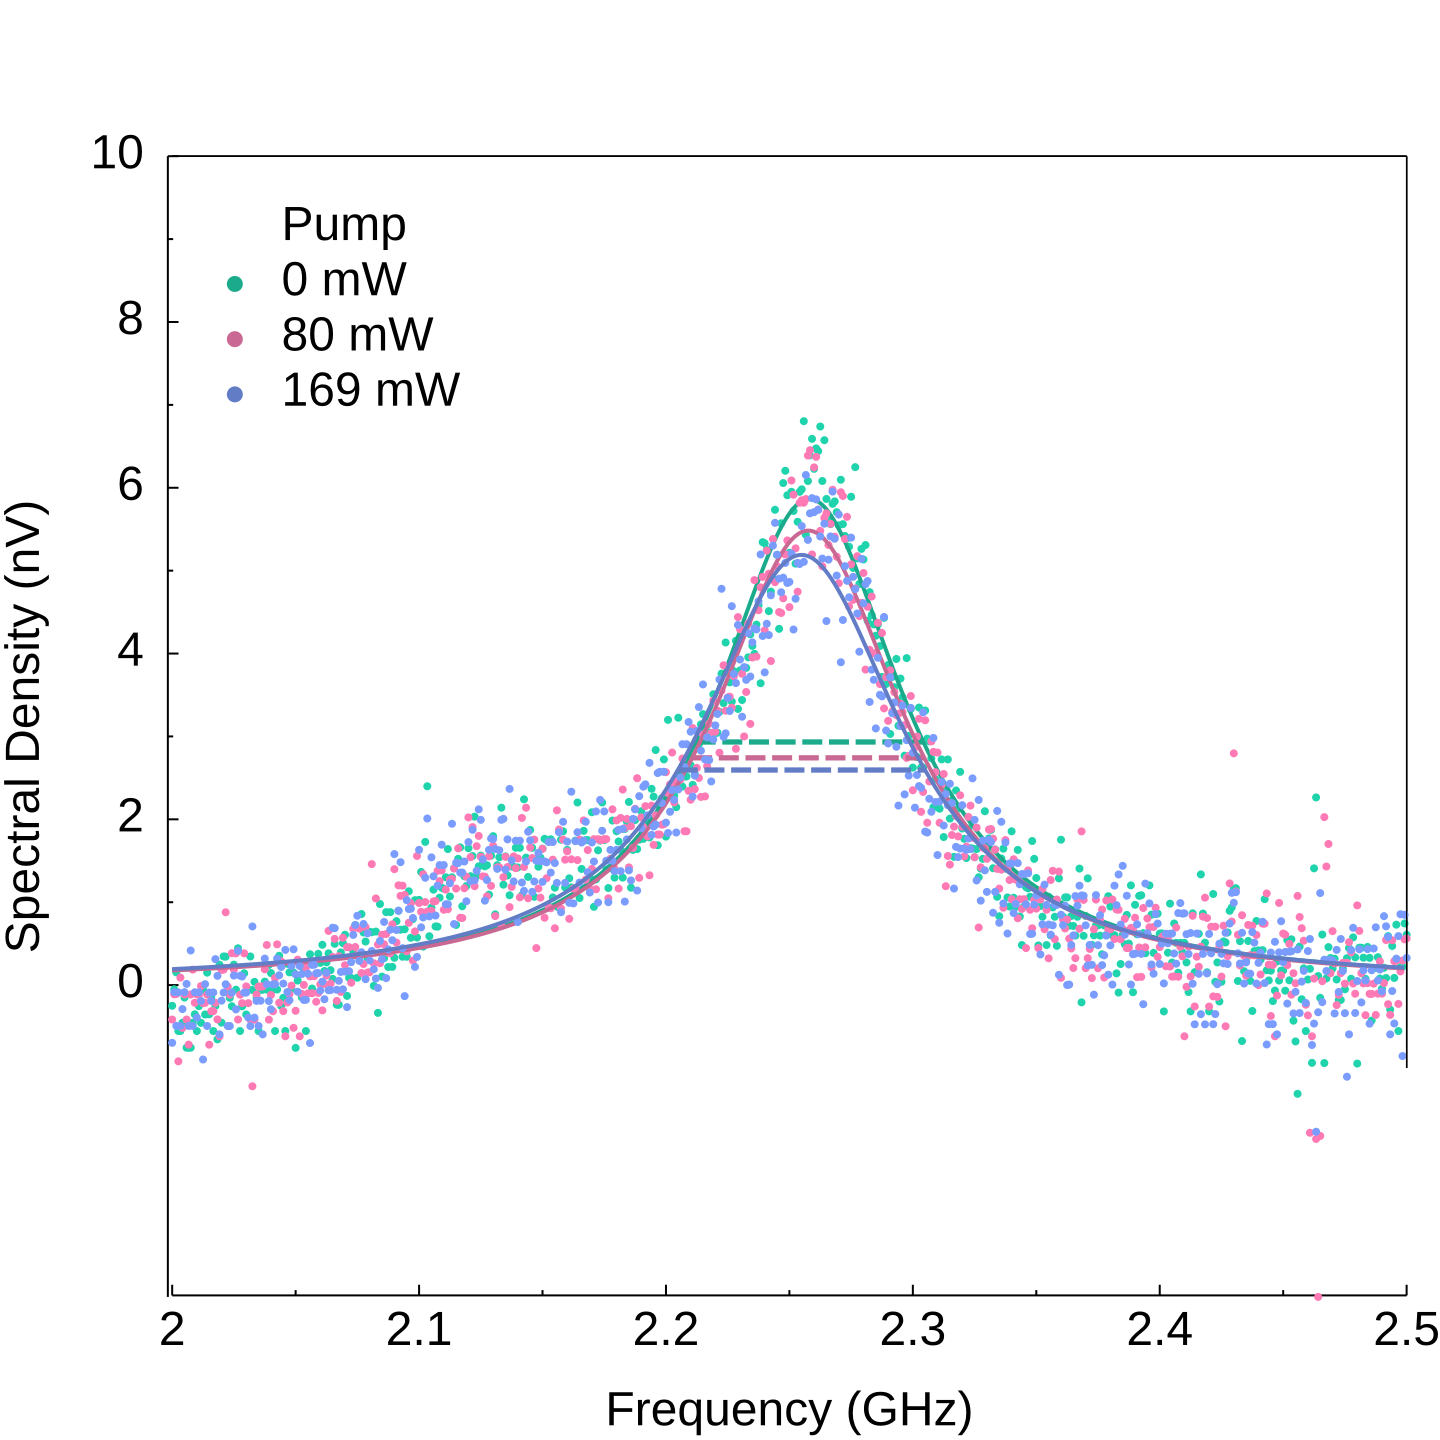 10
8
6
4
2
0
Spectral Density (nV)
Pump
0 mW
80 mW
169 mW
2 2.1 2.2 2.3 2.4 2.5
Frequency (GHz)